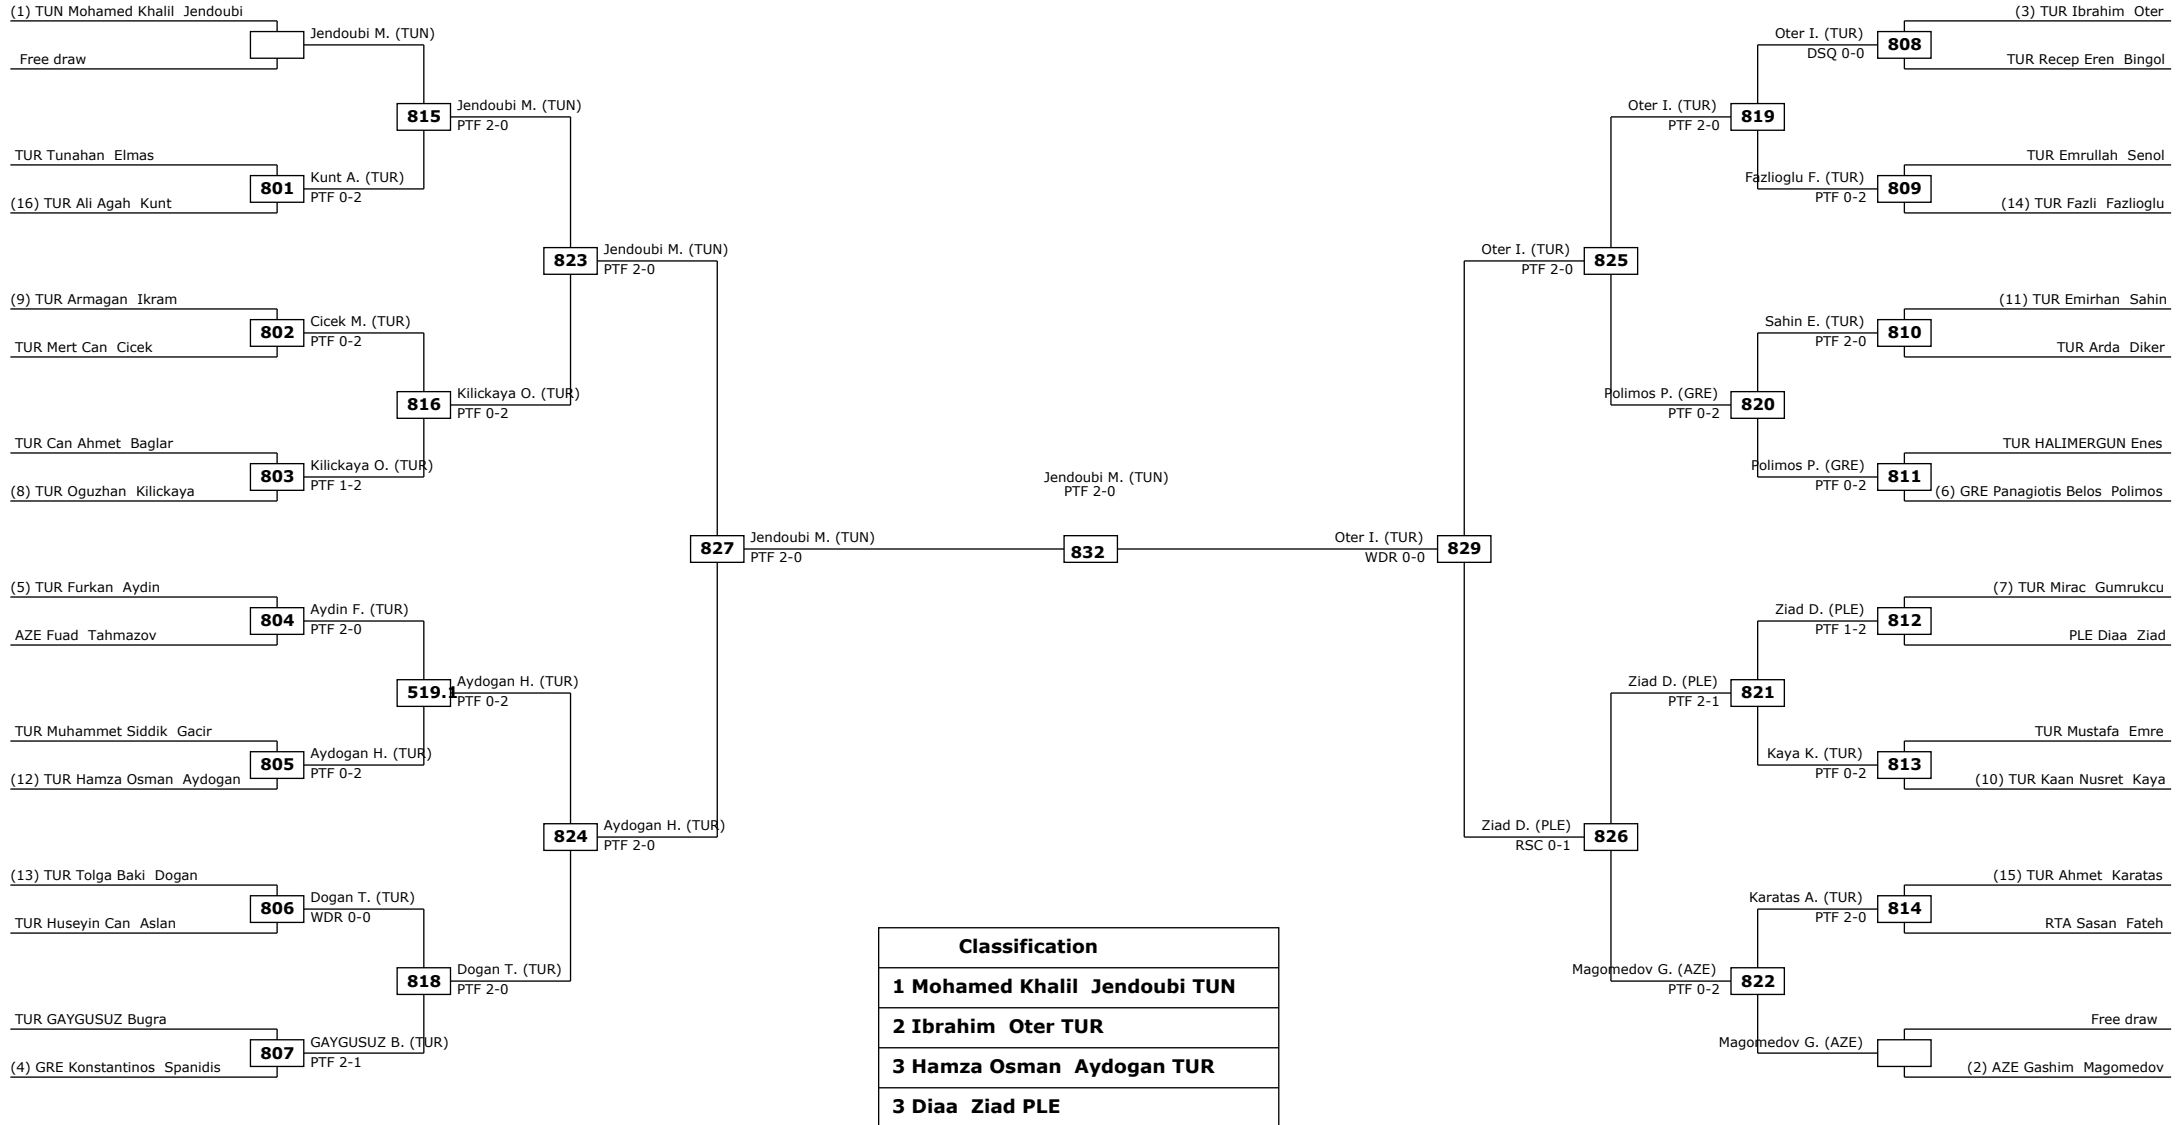 (1) TUN Mohamed Khalil  Jendoubi
Jendoubi M. (TUN)
Free draw
815
Jendoubi M. (TUN)
PTF 2-0
TUR Tunahan  Elmas
801
Kunt A. (TUR)
PTF 0-2
(16) TUR Ali Agah  Kunt
823
Jendoubi M. (TUN)
PTF 2-0
(9) TUR Armagan  Ikram
802
Cicek M. (TUR)
PTF 0-2
TUR Mert Can  Cicek
816
Kilickaya O. (TUR)
PTF 0-2
TUR Can Ahmet  Baglar
803
Kilickaya O. (TUR)
PTF 1-2
(8) TUR Oguzhan  Kilickaya
827
Jendoubi M. (TUN)
PTF 2-0
(5) TUR Furkan  Aydin
804
Aydin F. (TUR)
PTF 2-0
AZE Fuad  Tahmazov
519.1
Aydogan H. (TUR)
PTF 0-2
TUR Muhammet Siddik  Gacir
805
Aydogan H. (TUR)
PTF 0-2
(12) TUR Hamza Osman  Aydogan
824
Aydogan H. (TUR)
PTF 2-0
(13) TUR Tolga Baki  Dogan
806
Dogan T. (TUR)
WDR 0-0
TUR Huseyin Can  Aslan
818
Dogan T. (TUR)
PTF 2-0
TUR GAYGUSUZ Bugra
807
GAYGUSUZ B. (TUR)
PTF 2-1
(4) GRE Konstantinos  Spanidis
Jendoubi M. (TUN)
PTF 2-0
832
(3) TUR Ibrahim  Oter
Oter I. (TUR)
DSQ 0-0
808
TUR Recep Eren  Bingol
Oter I. (TUR)
PTF 2-0
819
TUR Emrullah  Senol
Fazlioglu F. (TUR)
PTF 0-2
809
(14) TUR Fazli  Fazlioglu
Oter I. (TUR)
PTF 2-0
825
(11) TUR Emirhan  Sahin
Sahin E. (TUR)
PTF 2-0
810
TUR Arda  Diker
Polimos P. (GRE)
PTF 0-2
820
TUR HALIMERGUN Enes
Polimos P. (GRE)
PTF 0-2
811
(6) GRE Panagiotis Belos  Polimos
Oter I. (TUR)
WDR 0-0
829
(7) TUR Mirac  Gumrukcu
Ziad D. (PLE)
PTF 1-2
812
PLE Diaa  Ziad
Ziad D. (PLE)
PTF 2-1
821
TUR Mustafa  Emre
Kaya K. (TUR)
PTF 0-2
813
(10) TUR Kaan Nusret  Kaya
Ziad D. (PLE)
RSC 0-1
826
(15) TUR Ahmet  Karatas
Karatas A. (TUR)
PTF 2-0
814
RTA Sasan  Fateh
Magomedov G. (AZE)
PTF 0-2
822
Free draw
Magomedov G. (AZE)
(2) AZE Gashim  Magomedov
Classification
1 Mohamed Khalil  Jendoubi TUN
2 Ibrahim  Oter TUR
3 Hamza Osman  Aydogan TUR
3 Diaa  Ziad PLE